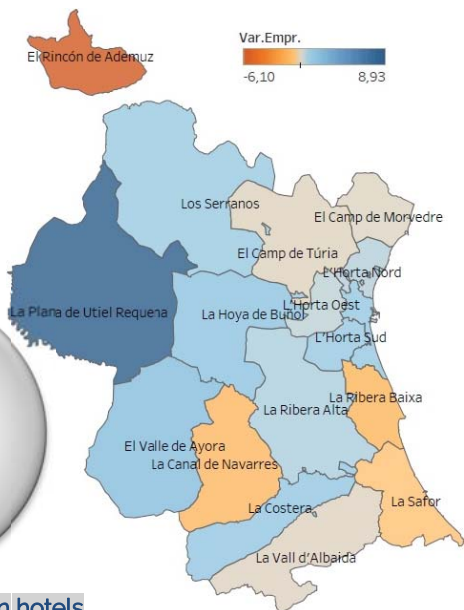 Var.Empr.
-6,10 8,93
El Rincón de Ademuz
Los Serranos
El Camp de Morvedre
El Camp de Túria
L'Horta Nord
La Plana de Utiel Requena
La Hoya de Buñol
L'Horta Oest
L'Horta Sud
La Ribera Baixa
La Ribera Alta
El Valle de Ayora
La Canal de Navarres
La Safor
La Costera
La Vall d'Albaida
hotels